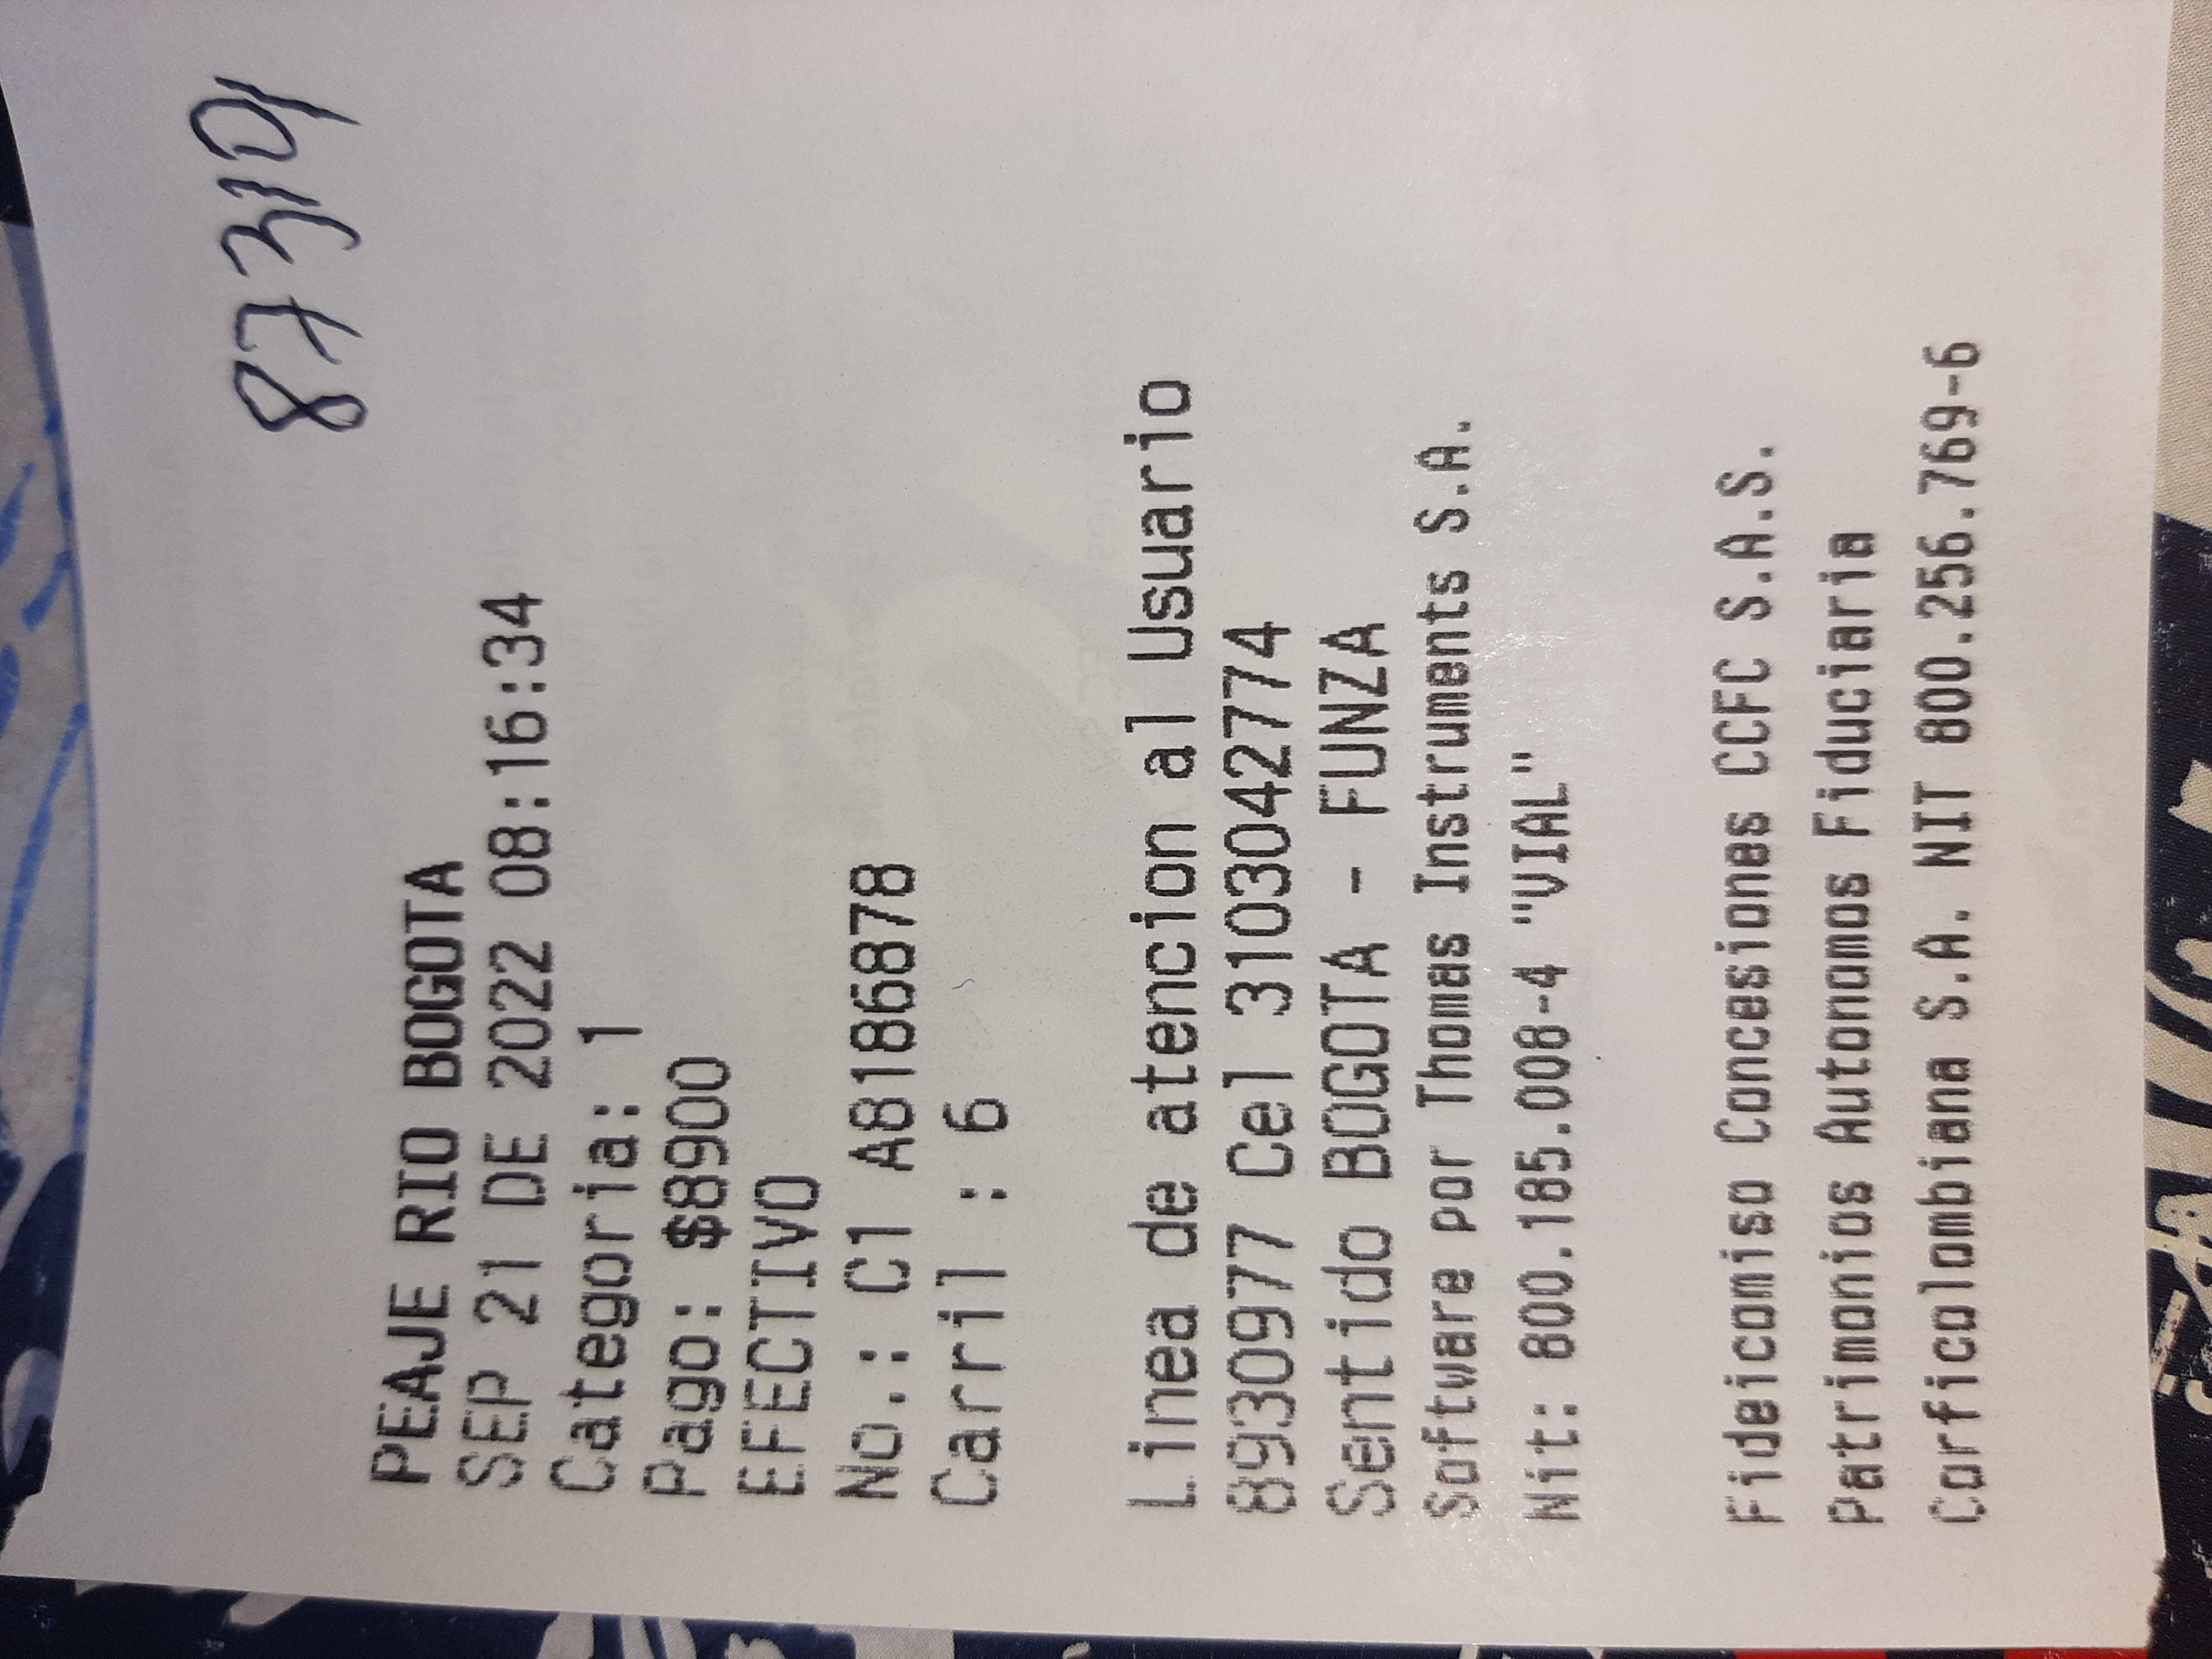 87310
PEAJE RIO BOGOTA
SEP 21 DE 2022 08:16:34
Categoria: 1
Pago: $8900
EFECTIVO
No.: C1 A8186878
Carril : 6
Linea de atencion al Usuario
8930977 Cel 3103042774
Sentido BOGOTA - FUNZA
Software por Thomas Instruments S.A.
Nit: 800.185.008-4 "VIAL"
Fideicomiso Concesiones CCFC S.A.S.
Patrimonios Autonomos Fiduciaria
Corficolombiana S.A. NIT 800.256.769-6